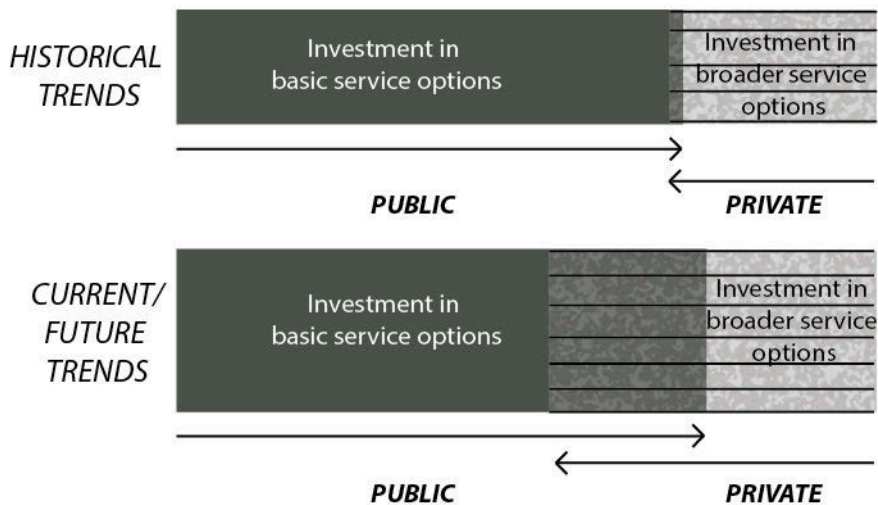 HISTORICAL
TRENDS
Investment in
basic service options
Investment in
broader service
options
PUBLIC
PRIVATE
CURRENT/
FUTURE
TRENDS
Investment in
basic service options
Investment in
broader service
options
PUBLIC
PRIVATE